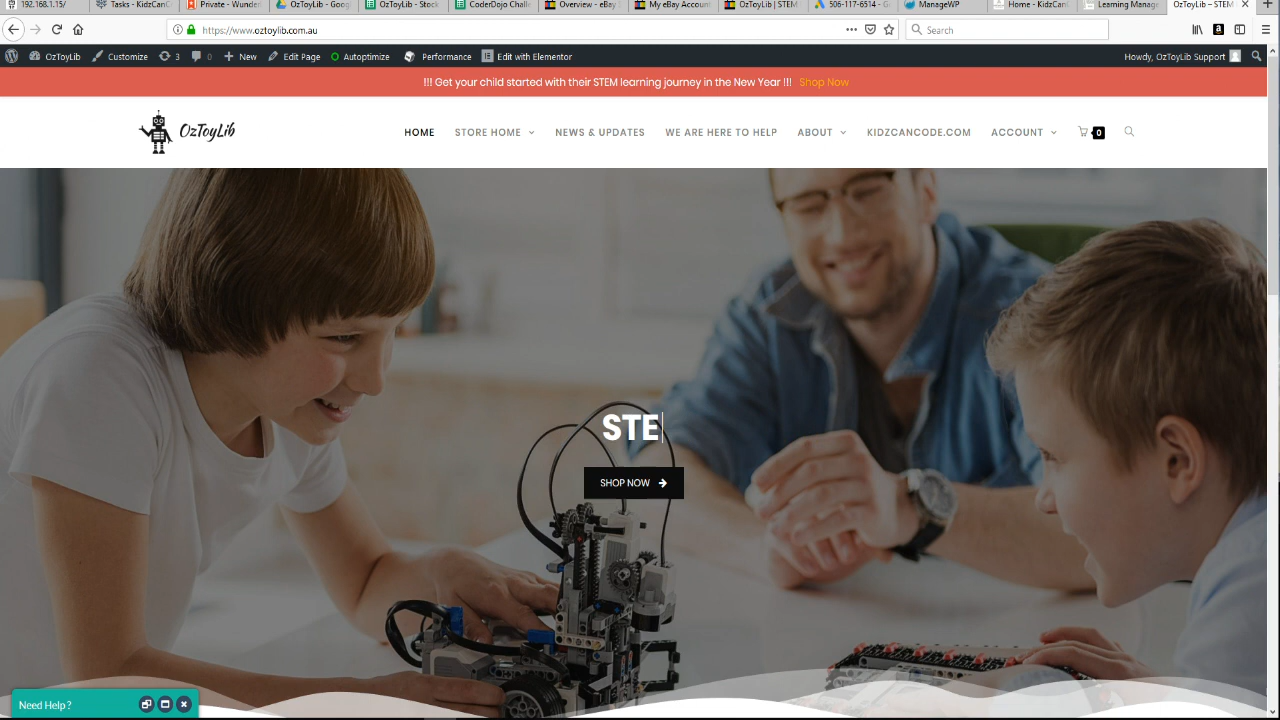 192.168.1.15/ Tasks - KidzCanC Private - Wunderl OzToyLib - Goog OzToyLib - Stock CoderDojo Challe Overview - eBay My eBay Account OzToyLib | STEM 506-117-6514 - G ManageWP Home - KidzCan Learning Manage OzToyLib – STEM
https://www.oztoylib.com.au Search
OzToyLib Customize 3 0 New Edit Page Autoptimize Performance Edit with Elementor Howdy, OzToyLib Support
!!! Get your child started with their STEM learning journey in the New Year !!! Shop Now
OzToyLib HOME STORE HOME NEWS & UPDATES WE ARE HERE TO HELP ABOUT KIDZCANCODE.COM ACCOUNT 0
STE
SHOP NOW
Need Help?